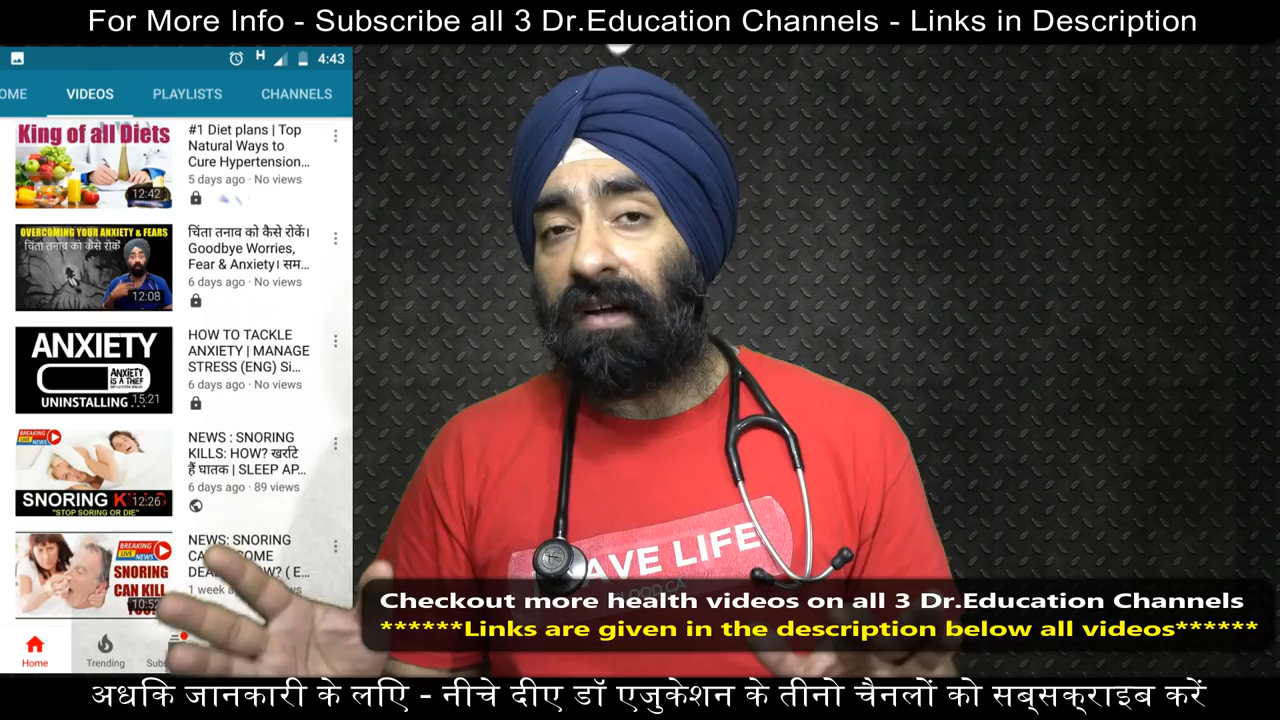 For More Info - Subscribe all 3 Dr.Education Channels - Links in Description
4:43
OME VIDEOS PLAYLISTS CHANNELS
King of all Diets
12:42
#1 Diet plans | Top
Natural Ways to
Cure Hypertension...
5 days ago · No views
OVERCOMING YOUR ANXIETY & FEARS
चिंता तनाव को कैसे रोकें
12:08
चिंता तनाव को कैसे रोकें।
Goodbye Worries,
Fear & Anxiety। सम...
6 days ago · No views
ANXIETY
ANXIETY
IS A THIEF
UNINSTALLING...
15:21
HOW TO TACKLE
ANXIETY | MANAGE
STRESS (ENG) Si...
6 days ago · No views
BREAKING
LIVE NEWS
SNORING
12:26
"STOP SORING OR DIE"
NEWS : SNORING
KILLS: HOW? खर्राटे
हैं घातक | SLEEP AP...
6 days ago · 89 views
BREAKING
LIVE NEWS
SNORING
CAN KILL
10:52
NEWS: SNORING
1 week
Home
Trending
AVE LIFE
Checkout more health videos on all 3 Dr.Education Channels
******Links are given in the description below all videos******
अधकि जानकारी के लएि - नीचे दीए डॉ एजुकेशन के तीनो चैनलों को सब्सक्राइब करें